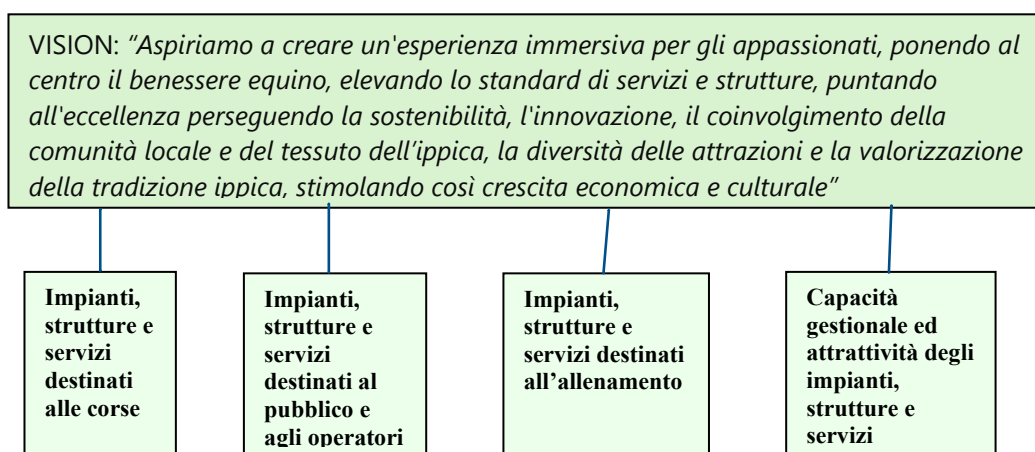 VISION: “Aspiriamo a creare un'esperienza immersiva per gli appassionati, ponendo al
centro il benessere equino, elevando lo standard di servizi e strutture, puntando
all'eccellenza perseguendo la sostenibilità, l'innovazione, il coinvolgimento della
comunità locale e del tessuto dell’ippica, la diversità delle attrazioni e la valorizzazione
della tradizione ippica, stimolando così crescita economica e culturale”
Impianti,
strutture e
servizi
destinati
alle corse
Impianti,
strutture e
servizi
destinati al
pubblico e
agli operatori
Impianti,
strutture e
servizi destinati
all’allenamento
Capacità
gestionale ed
attrattività degli
impianti,
strutture e
servizi